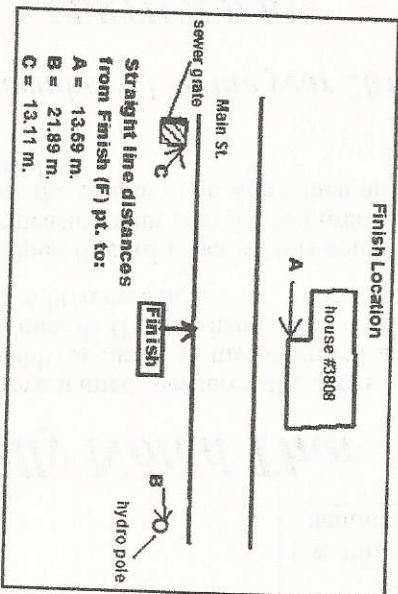 Finish Location
house #3808
A
Main St.
sewer grate
C
Finish
B
hydro pole
Straight line distances
from Finish (F) pt. to:
A = 13.59 m.
B = 21.89 m.
C = 13.11 m.